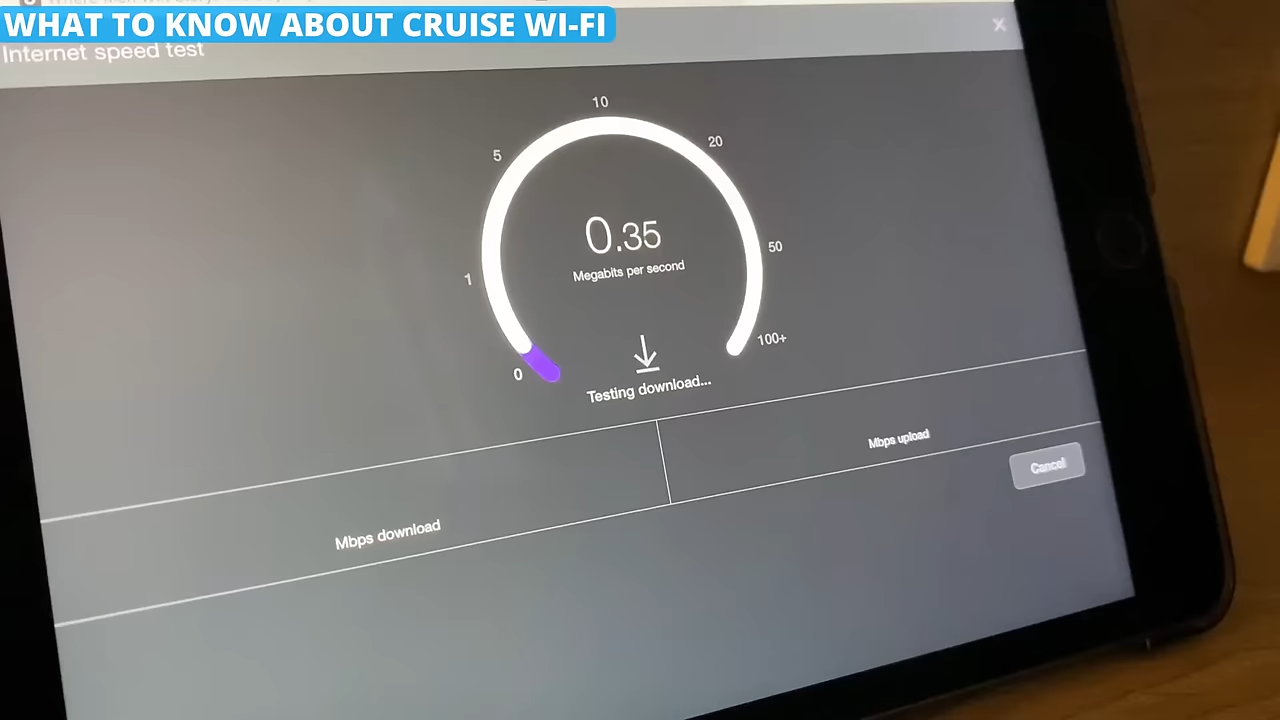 WHAT TO KNOW ABOUT CRUISE WI-FI
Internet speed test
×
10
5
20
0.35
Megabits per second
50
1
100+
0
Testing download...
Mbps upload
Cancel
Mbps download